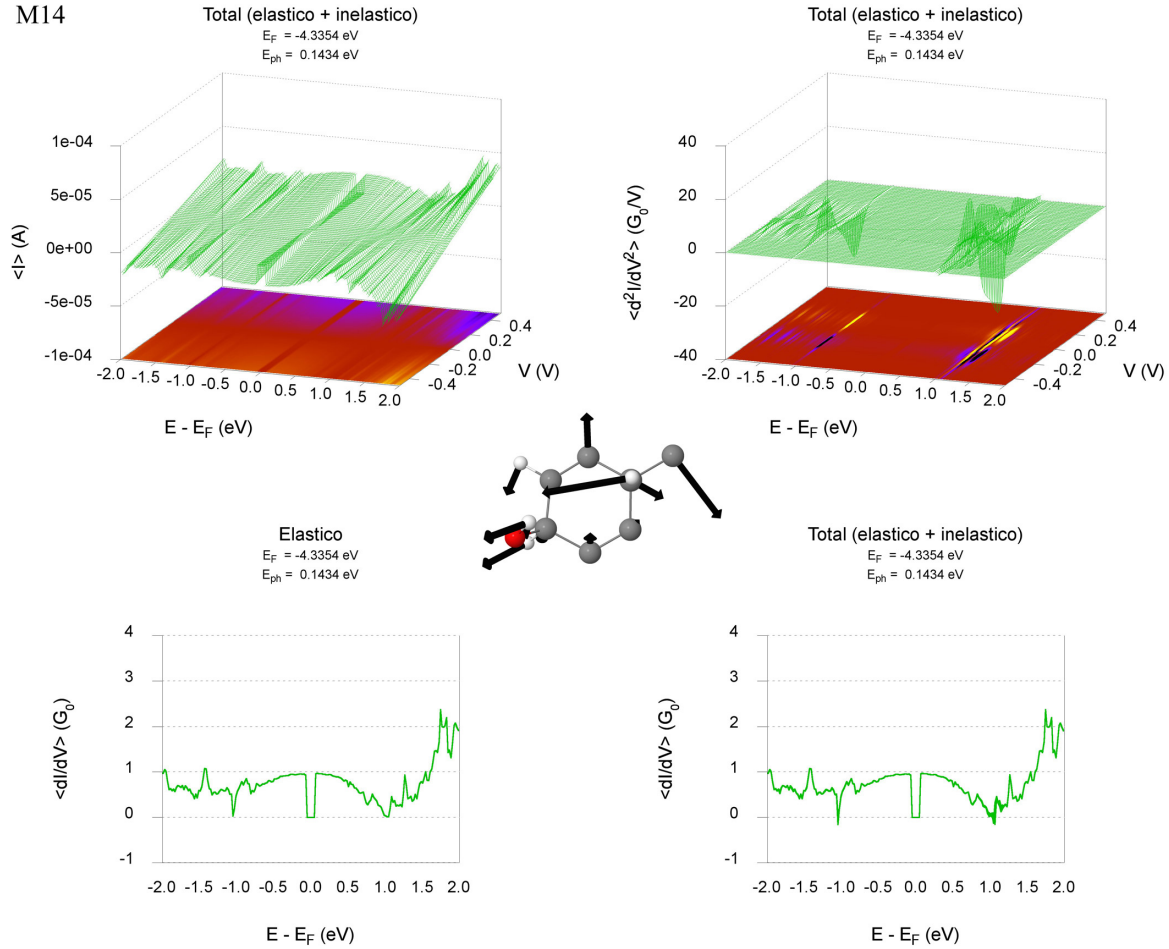 M14
Total (elastico + inelastico)
E_F = -4.3354 eV
E_ph = 0.1434 eV
1e-04
5e-05
0e+00
-5e-05
-1e-04
<I> (A)
-2.0 -1.5 -1.0 -0.5 0.0 0.5 1.0 1.5 2.0
E - E_F (eV)
-0.4 -0.2 0.0 0.2 0.4
V (V)
Total (elastico + inelastico)
E_F = -4.3354 eV
E_ph = 0.1434 eV
40
20
0
-20
-40
<d²I/dV²> (G₀/V)
-2.0 -1.5 -1.0 -0.5 0.0 0.5 1.0 1.5 2.0
E - E_F (eV)
-0.4 -0.2 0.0 0.2 0.4
V (V)
Elastico
E_F = -4.3354 eV
E_ph = 0.1434 eV
4
3
2
1
0
-1
<dI/dV> (G₀)
-2.0 -1.5 -1.0 -0.5 0.0 0.5 1.0 1.5 2.0
E - E_F (eV)
Total (elastico + inelastico)
E_F = -4.3354 eV
E_ph = 0.1434 eV
4
3
2
1
0
-1
<dI/dV> (G₀)
-2.0 -1.5 -1.0 -0.5 0.0 0.5 1.0 1.5 2.0
E - E_F (eV)